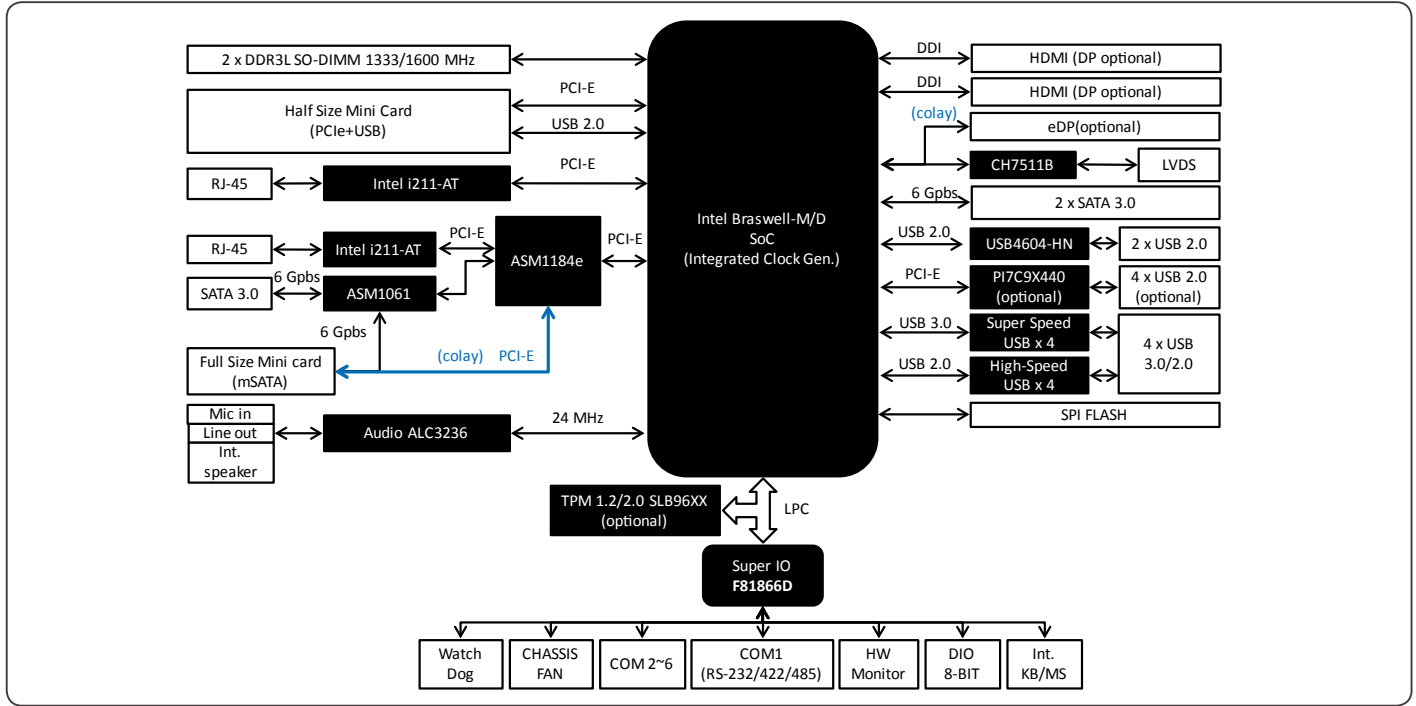 2 x DDR3L SO-DIMM 1333/1600 MHz
Half Size Mini Card
(PCIe+USB)
PCI-E
USB 2.0
RJ-45
Intel i211-AT
PCI-E
RJ-45
Intel i211-AT
PCI-E
ASM1184e
PCI-E
SATA 3.0
6 Gpbs
ASM1061
6 Gpbs
(colay) PCI-E
Full Size Mini card
(mSATA)
Mic in
Line out
Int.
speaker
Audio ALC3236
24 MHz
Intel Braswell-M/D
SoC
(Integrated Clock Gen.)
DDI
HDMI (DP optional)
DDI
HDMI (DP optional)
(colay)
eDP(optional)
CH7511B
LVDS
6 Gpbs
2 x SATA 3.0
USB 2.0
USB4604-HN
2 x USB 2.0
PCI-E
PI7C9X440
(optional)
4 x USB 2.0
(optional)
USB 3.0
Super Speed
USB x 4
USB 2.0
High-Speed
USB x 4
4 x USB
3.0/2.0
SPI FLASH
TPM 1.2/2.0 SLB96XX
(optional)
LPC
Super IO
F81866D
Watch
Dog
CHASSIS
FAN
COM 2~6
COM1
(RS-232/422/485)
HW
Monitor
DIO
8-BIT
Int.
KB/MS